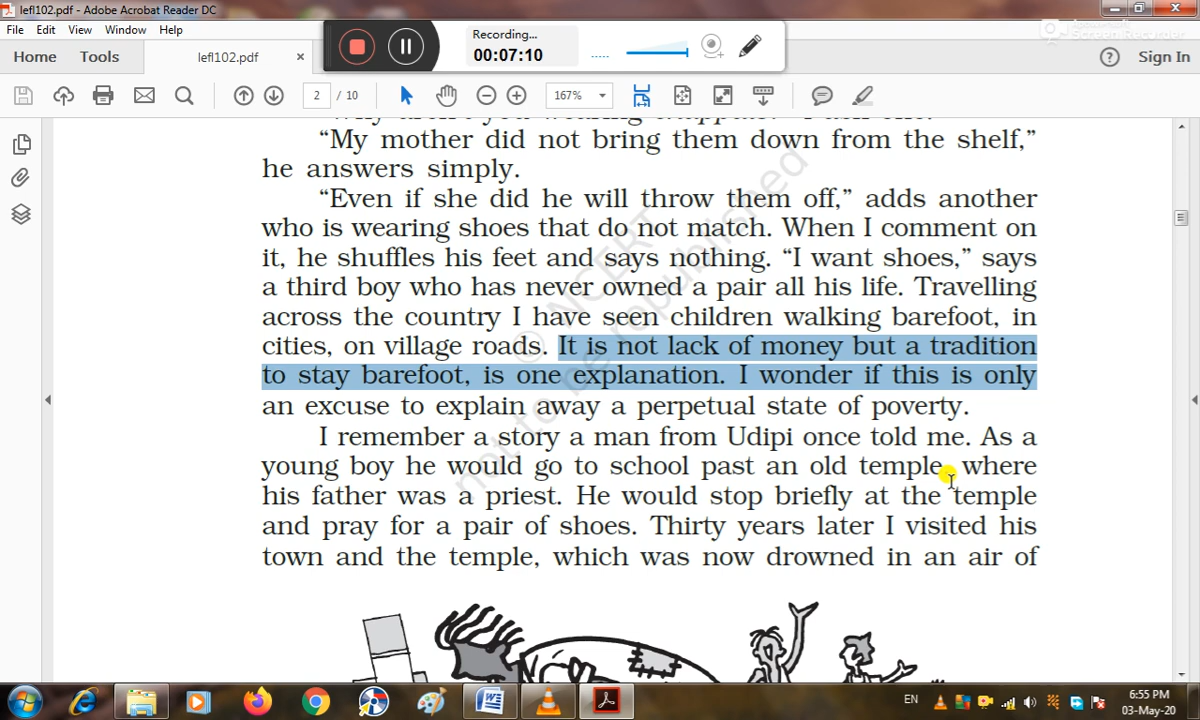 lefl102.pdf - Adobe Acrobat Reader DC
File Edit View Window Help
Recording...
00:07:10
Screen Recorder
Home Tools lefl102.pdf × Sign In
2 / 10 167%
"My mother did not bring them down from the shelf,"
he answers simply.
"Even if she did he will throw them off," adds another
who is wearing shoes that do not match. When I comment on
it, he shuffles his feet and says nothing. "I want shoes," says
a third boy who has never owned a pair all his life. Travelling
across the country I have seen children walking barefoot, in
cities, on village roads. It is not lack of money but a tradition
to stay barefoot, is one explanation. I wonder if this is only
an excuse to explain away a perpetual state of poverty.
I remember a story a man from Udipi once told me. As a
young boy he would go to school past an old temple, where
his father was a priest. He would stop briefly at the temple
and pray for a pair of shoes. Thirty years later I visited his
town and the temple, which was now drowned in an air of
© NCERT
not to be republished
EN
6:55 PM
03-May-20